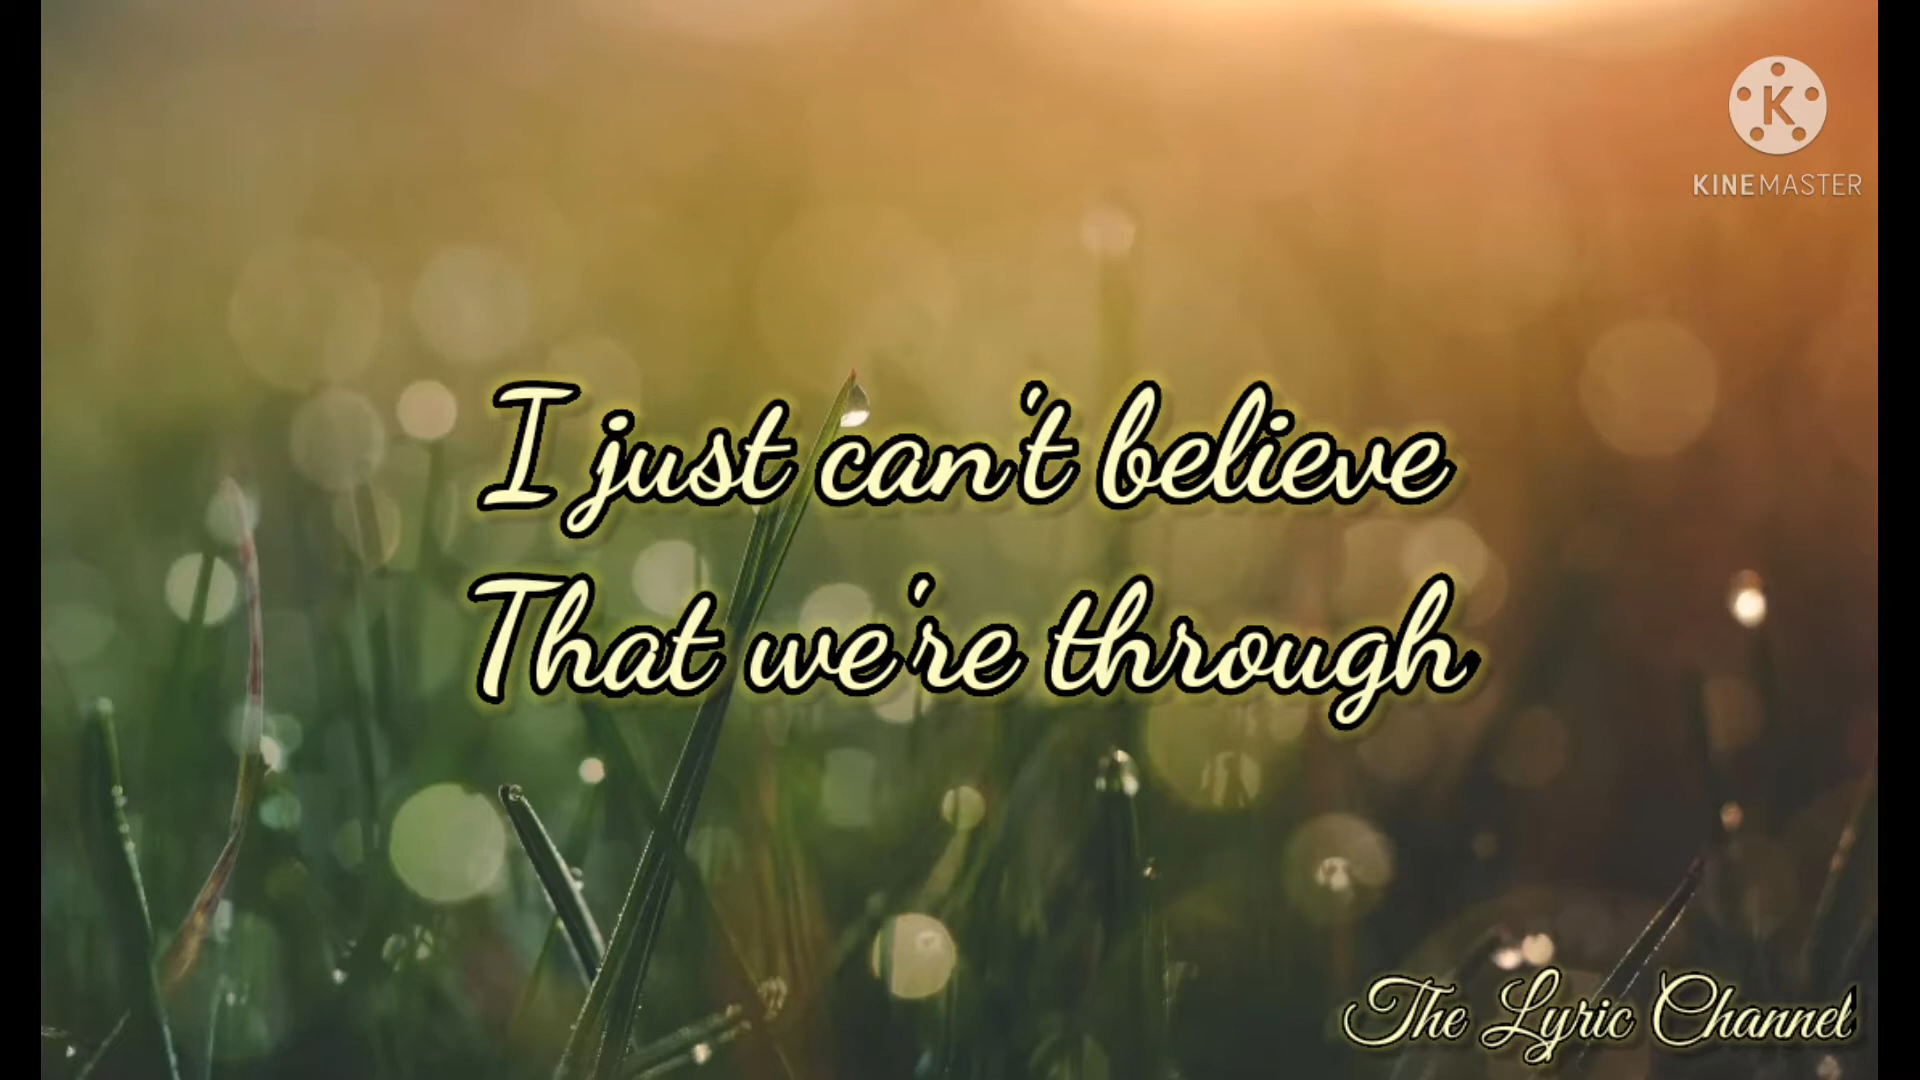 K
KINEMASTER
I just can't believe
That we're through
The Lyric Channel